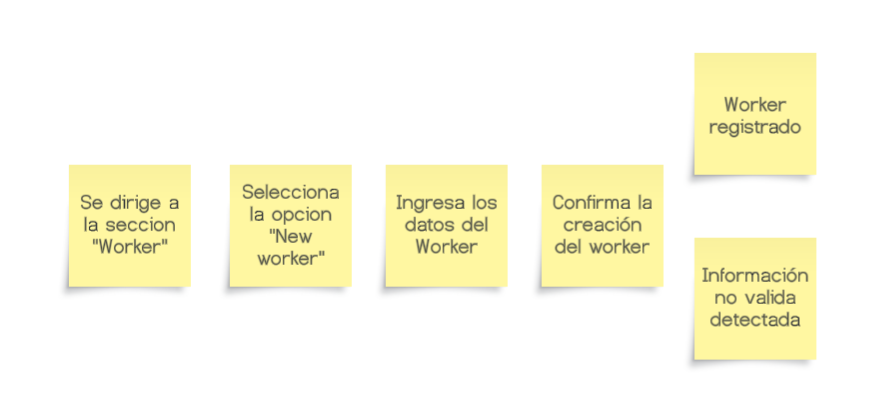 Se dirige a
la seccion
"Worker"
Selecciona
la opcion
"New
worker"
Ingresa los
datos del
Worker
Confirma la
creación
del worker
Worker
registrado
Información
no valida
detectada